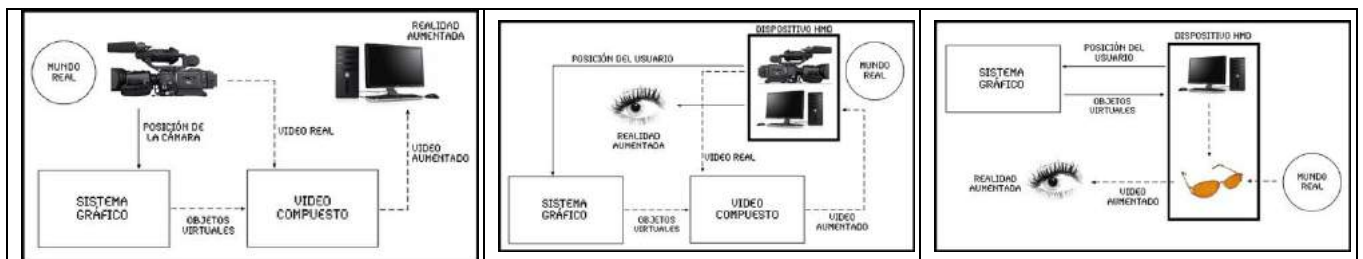 REALIDAD
AUMENTADA
MUNDO
REAL
POSICIÓN DE
LA CÁMARA
VIDEO REAL
VIDEO
AUMENTADO
SISTEMA
GRÁFICO
OBJETOS
VIRTUALES
VIDEO
COMPUESTO
DISPOSITIVO HMD
POSICIÓN DEL USUARIO
MUNDO
REAL
REALIDAD
AUMENTADA
VIDEO REAL
SISTEMA
GRÁFICO
OBJETOS
VIRTUALES
VIDEO
COMPUESTO
VIDEO
AUMENTADO
DISPOSITIVO HMD
POSICIÓN DEL
USUARIO
SISTEMA
GRÁFICO
OBJETOS
VIRTUALES
REALIDAD
AUMENTADA
VIDEO
AUMENTADO
MUNDO
REAL